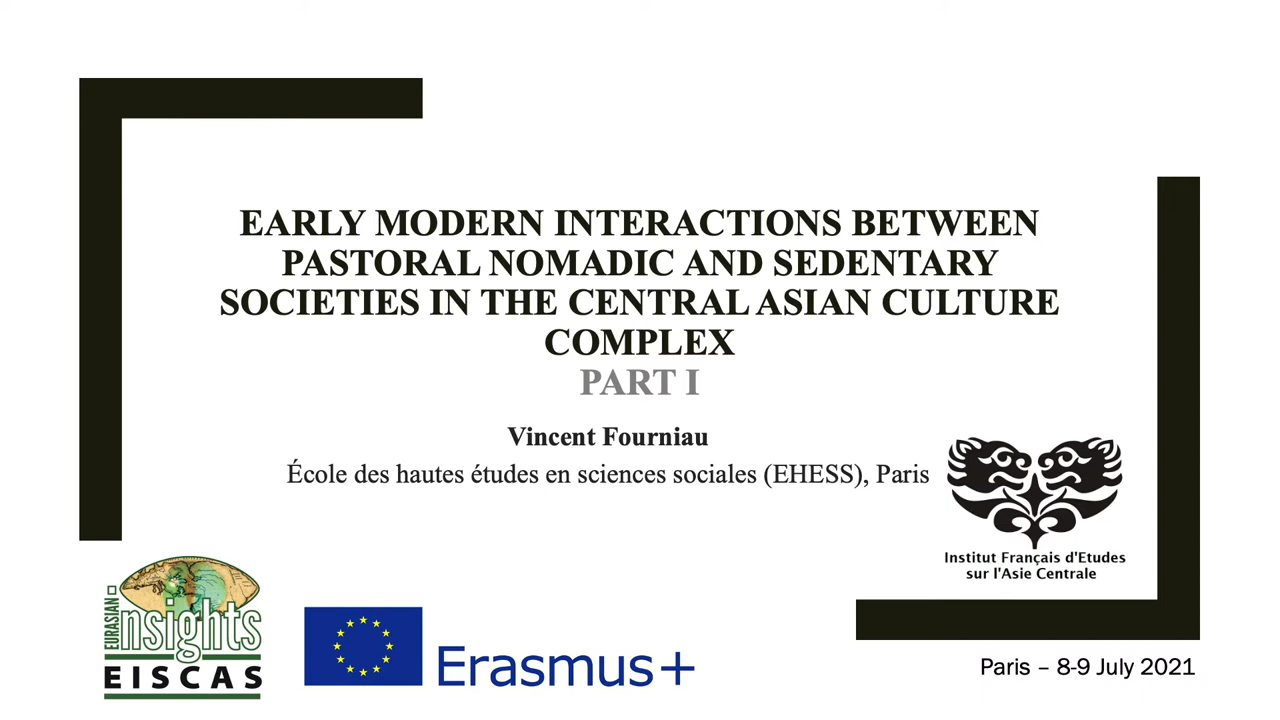 EARLY MODERN INTERACTIONS BETWEEN
PASTORAL NOMADIC AND SEDENTARY
SOCIETIES IN THE CENTRAL ASIAN CULTURE
COMPLEX
PART I
Vincent Fourniau
École des hautes études en sciences sociales (EHESS), Paris
Institut Français d'Etudes
sur l'Asie Centrale
EURASIAN
insights
EISCAS
Erasmus+
Paris – 8-9 July 2021